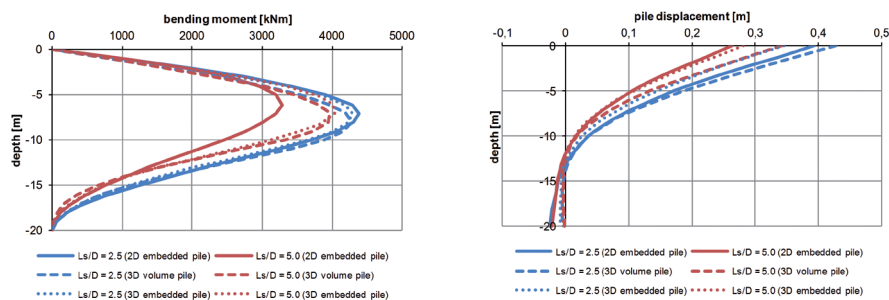 bending moment [kNm]
0 1000 2000 3000 4000 5000
0
-5
-10
-15
-20
depth [m]
Ls/D = 2.5 (2D embedded pile) Ls/D = 5.0 (2D embedded pile)
Ls/D = 2.5 (3D volume pile) Ls/D = 5.0 (3D volume pile)
Ls/D = 2.5 (3D embedded pile) Ls/D = 5.0 (3D embedded pile)
pile displacement [m]
-0,1 0 0,1 0,2 0,3 0,4 0,5
0
-5
-10
-15
-20
depth [m]
Ls/D = 2.5 (2D embedded pile) Ls/D = 5.0 (2D embedded pile)
Ls/D = 2.5 (3D volume pile) Ls/D = 5.0 (3D volume pile)
Ls/D = 2.5 (3D embedded pile) Ls/D = 5.0 (3D embedded pile)